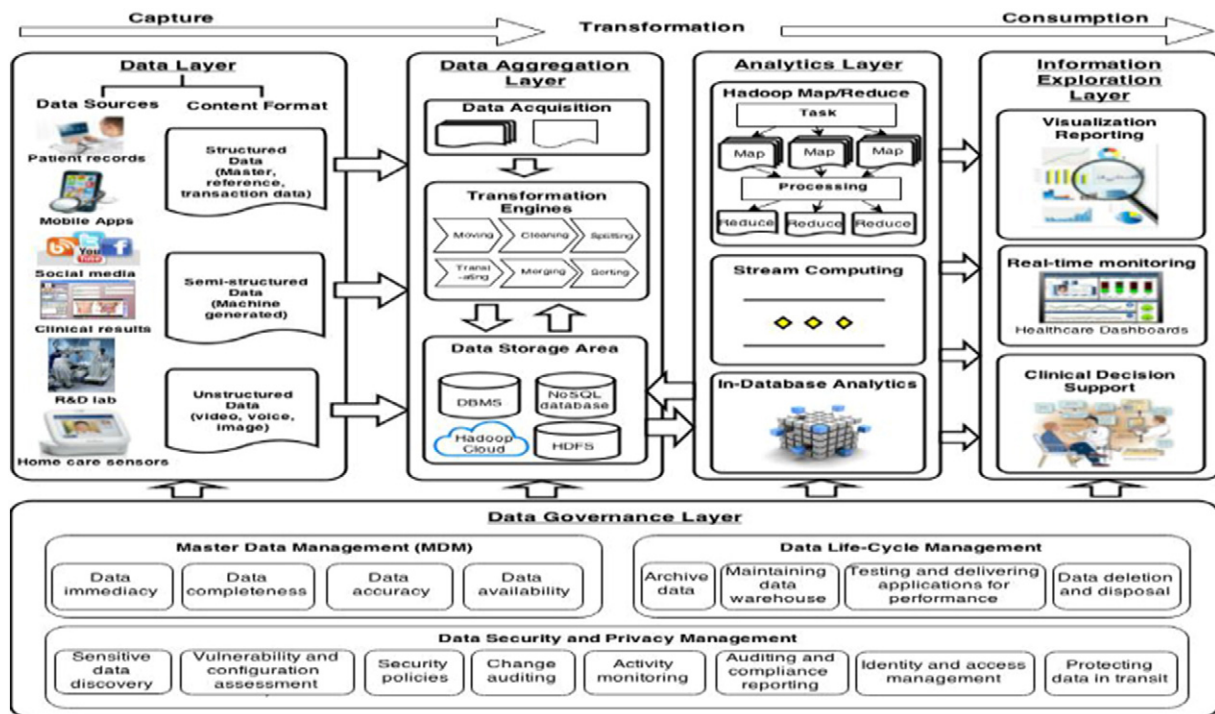 Capture
Transformation
Consumption
Data Layer
Data Sources
Content Format
Patient records
Mobile Apps
You
Tube
Social media
Clinical results
R&D lab
Home care sensors
Structured
Data
(Master,
reference,
transaction data)
Semi-structured
Data
(Machine
generated)
Unstructured
Data
(video, voice,
image)
Data Aggregation
Layer
Data Acquisition
Transformation
Engines
Moving
Cleaning
Splitting
Transl
-ating
Merging
Sorting
Data Storage Area
DBMS
NoSQL
database
Hadoop
Cloud
HDFS
Analytics Layer
Hadoop Map/Reduce
Task
Map
Map
Map
Processing
Reduce
Reduce
Reduce
Stream Computing
In-Database Analytics
Information
Exploration
Layer
Visualization
Reporting
Real-time monitoring
Healthcare Dashboards
Clinical Decision
Support
Data Governance Layer
Master Data Management (MDM)
Data
immediacy
Data
completeness
Data
accuracy
Data
availability
Data Life-Cycle Management
Archive
data
Maintaining
data
warehouse
Testing and delivering
applications for
performance
Data deletion
and disposal
Data Security and Privacy Management
Sensitive
data
discovery
Vulnerability and
configuration
assessment
Security
policies
Change
auditing
Activity
monitoring
Auditing and
compliance
reporting
Identity and access
management
Protecting
data in transit